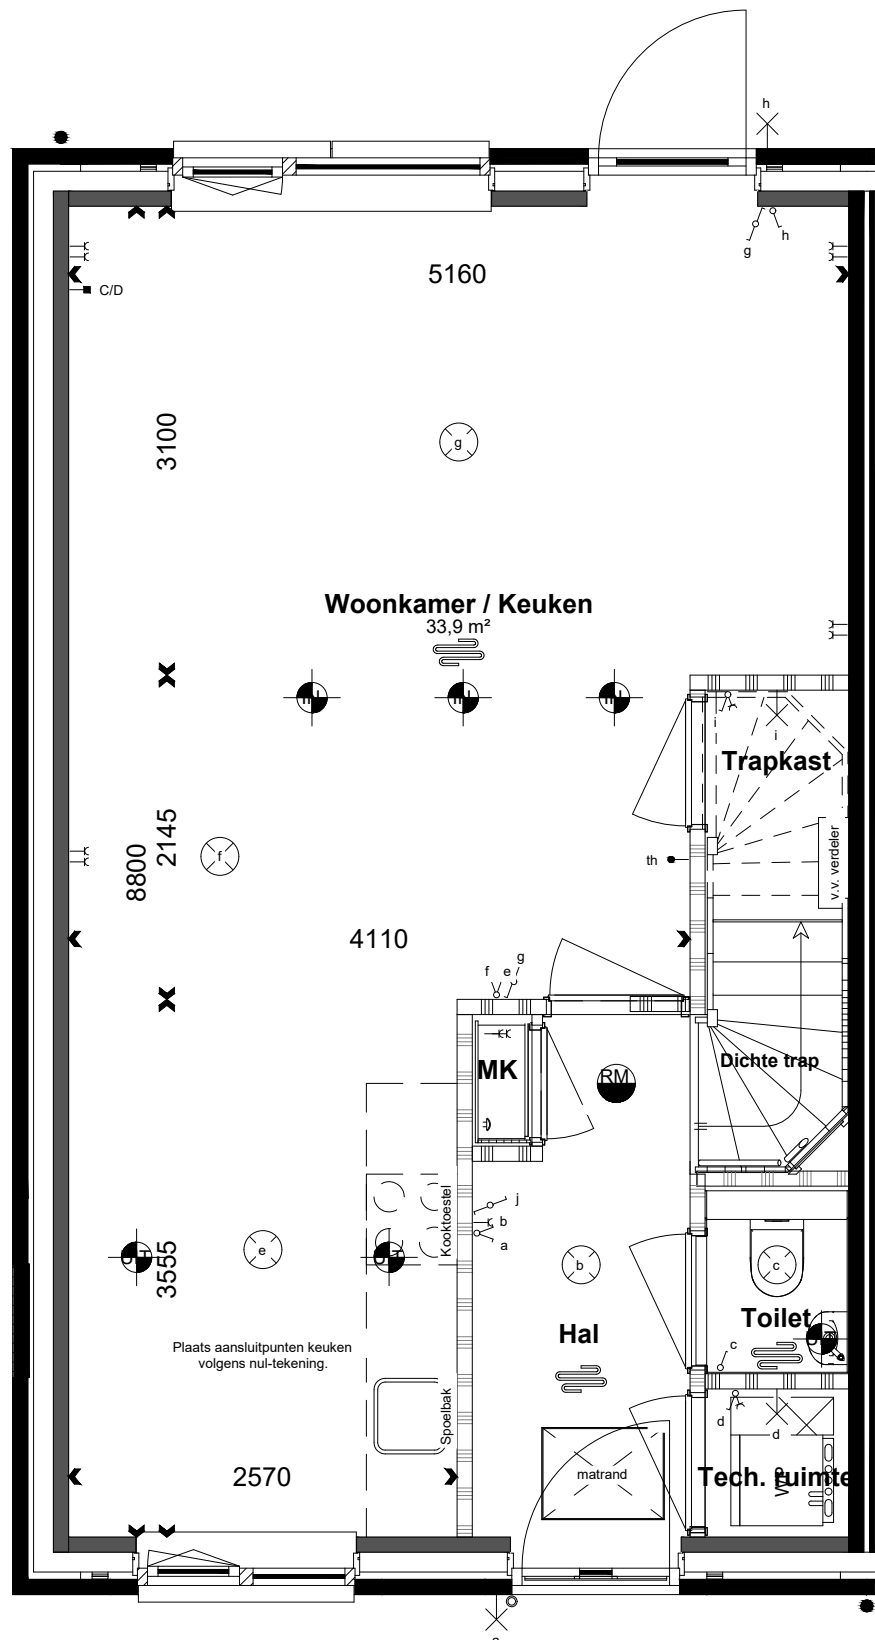 h
g
h
5160
C/D
3100
g
Woonkamer / Keuken
33,9 m²
i
i
Trapkast
v.v. verdeler
th
f
2145
8800
4110
f
e
g
MK
RM
Dichte trap
Kooktoestel
j
b
a
e
3555
b
c
Toilet
Hal
c
Plaats aansluitpunten keuken
volgens nul-tekening.
Spoelbak
d
d
2570
matrand
Tech. ruimte